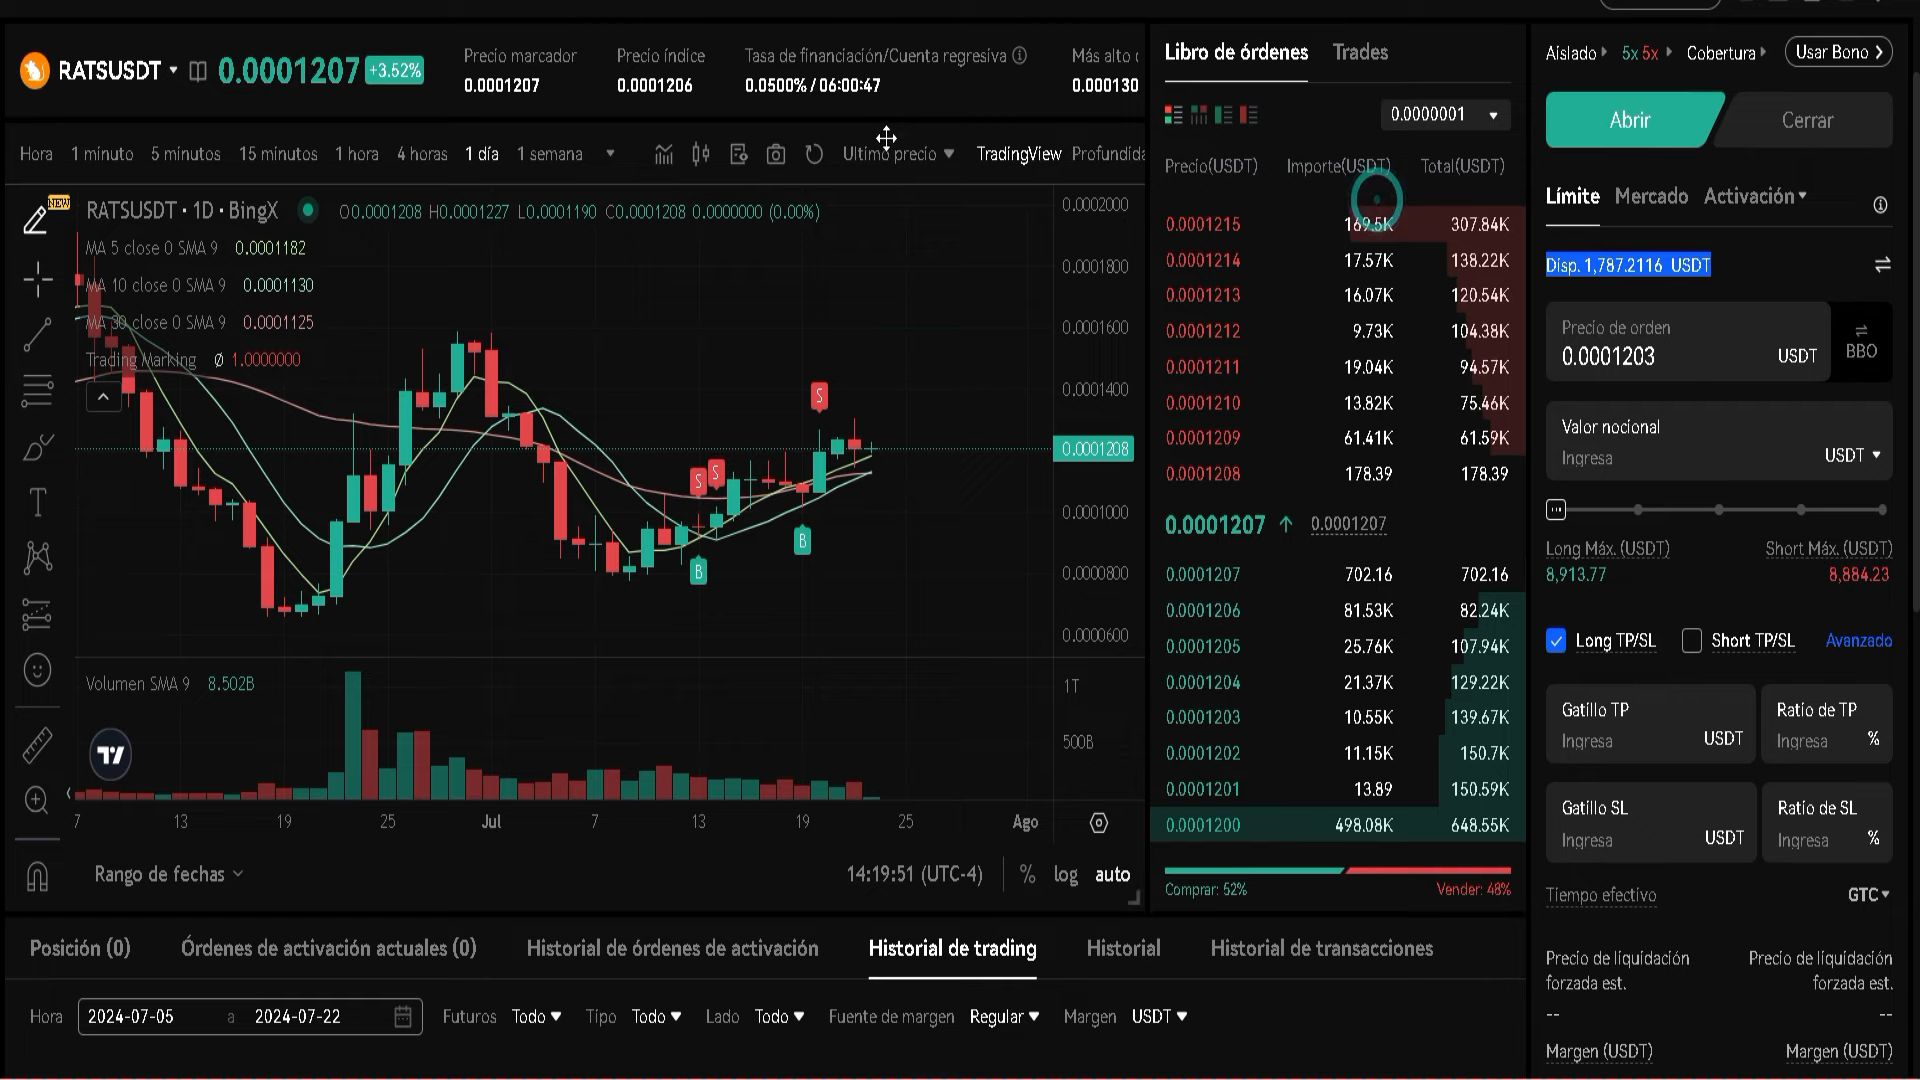 RATSUSDT
0.0001207
+3.52%
Precio marcador
0.0001207
Precio índice
0.0001206
Tasa de financiación/Cuenta regresiva
0.0500% / 06:00:47
Más alto
0.000130
Hora 1 minuto 5 minutos 15 minutos 1 hora 4 horas 1 día 1 semana Último precio TradingView Profundida
NEW
RATSUSDT · 1D · BingX O0.0001208 H0.0001227 L0.0001190 C0.0001208 0.0000000 (0.00%)
MA 5 close 0 SMA 9 0.0001182
MA 10 close 0 SMA 9 0.0001130
MA 30 close 0 SMA 9 0.0001125
Trading Marking Ø 1.0000000
S
S
S
B
B
0.0002000
0.0001800
0.0001600
0.0001400
0.0001208
0.0001000
0.0000800
0.0000600
Volumen SMA 9 8.502B
1T
500B
7 13 19 25 Jul 7 13 19 25 Ago
Rango de fechas
14:19:51 (UTC-4) % log auto
Libro de órdenes Trades
0.0000001
Precio(USDT) Importe(USDT) Total(USDT)
0.0001215 169.5K 307.84K
0.0001214 17.57K 138.22K
0.0001213 16.07K 120.54K
0.0001212 9.73K 104.38K
0.0001211 19.04K 94.57K
0.0001210 13.82K 75.46K
0.0001209 61.41K 61.59K
0.0001208 178.39 178.39
0.0001207 0.0001207
0.0001207 702.16 702.16
0.0001206 81.53K 82.24K
0.0001205 25.76K 107.94K
0.0001204 21.37K 129.22K
0.0001203 10.55K 139.67K
0.0001202 11.15K 150.7K
0.0001201 13.89 150.59K
0.0001200 498.08K 648.55K
Comprar: 52% Vender: 48%
Aislado 5x 5x Cobertura Usar Bono
Abrir Cerrar
Límite Mercado Activación
Disp. 1,787.2116 USDT
Precio de orden
0.0001203 USDT
BBO
Valor nocional
Ingresa USDT
Long Máx. (USDT) Short Máx. (USDT)
8,913.77 8,884.23
Long TP/SL Short TP/SL Avanzado
Gatillo TP
Ingresa USDT
Ratio de TP
Ingresa %
Gatillo SL
Ingresa USDT
Ratio de SL
Ingresa %
Tiempo efectivo GTC
Precio de liquidación forzada est.
Precio de liquidación forzada est.
-- --
Margen (USDT) Margen (USDT)
Posición (0) Órdenes de activación actuales (0) Historial de órdenes de activación Historial de trading Historial Historial de transacciones
Hora 2024-07-05 a 2024-07-22 Futuros Todo Tipo Todo Lado Todo Fuente de margen Regular Margen USDT